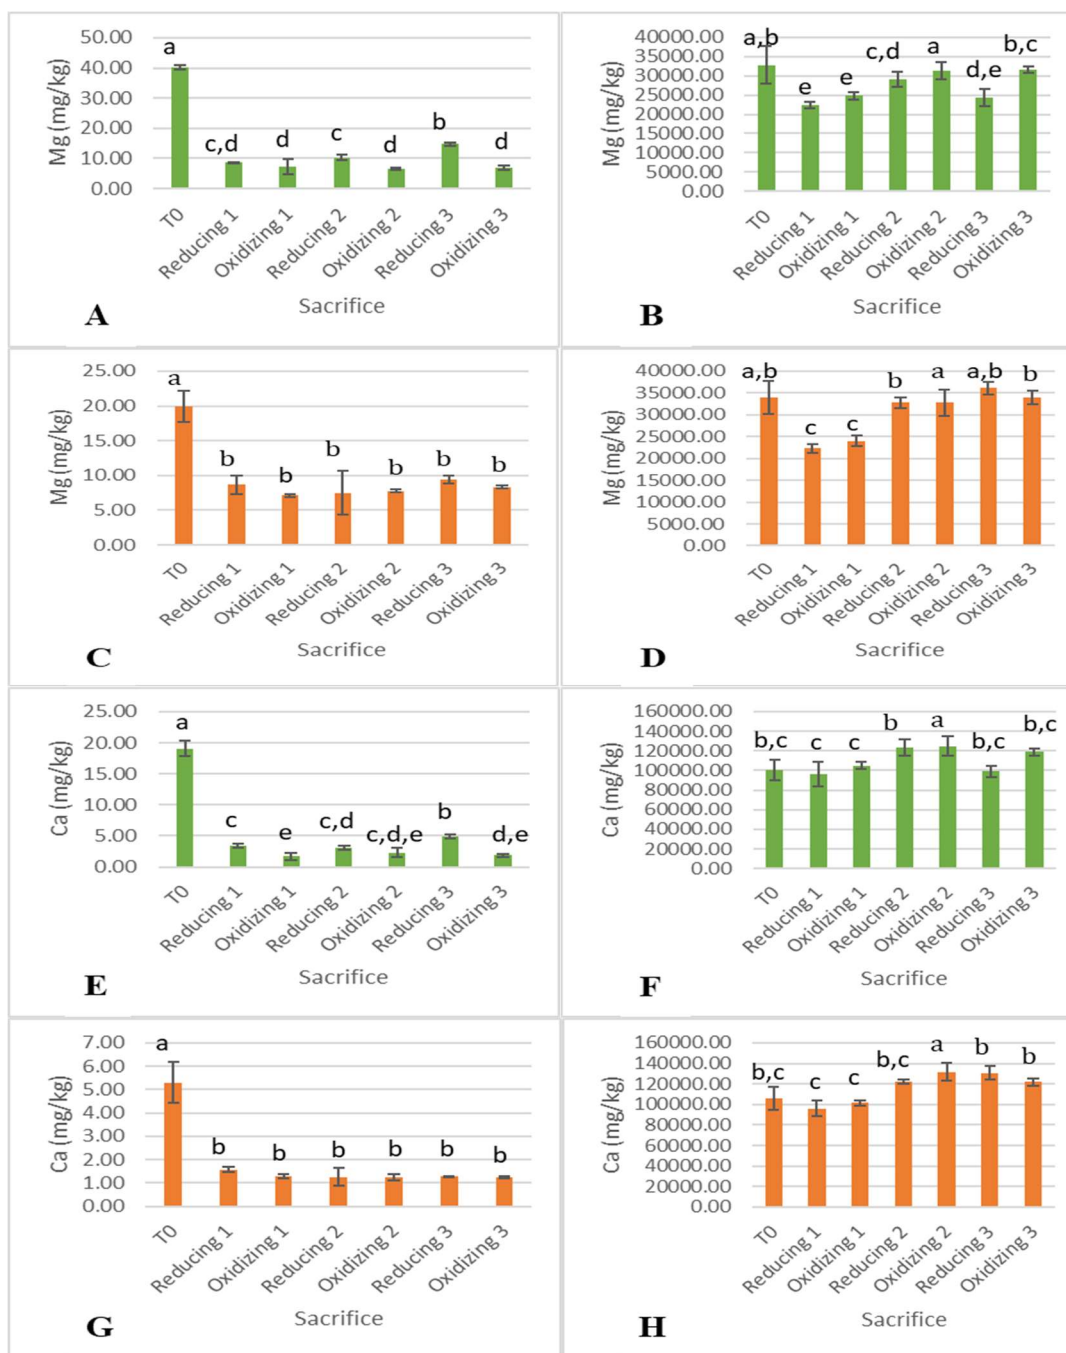 50.00
40.00
30.00
20.00
10.00
0.00
Mg (mg/kg)
a
c,d
d
c
d
b
d
T0
Reducing 1
Oxidizing 1
Reducing 2
Oxidizing 2
Reducing 3
Oxidizing 3
Sacrifice
A
40000.00
35000.00
30000.00
25000.00
20000.00
15000.00
10000.00
5000.00
0.00
Mg (mg/kg)
a,b
e
e
c,d
a
d,e
b,c
T0
Reducing 1
Oxidizing 1
Reducing 2
Oxidizing 2
Reducing 3
Oxidizing 3
Sacrifice
B
25.00
20.00
15.00
10.00
5.00
0.00
Mg (mg/kg)
a
b
b
b
b
b
b
T0
Reducing 1
Oxidizing 1
Reducing 2
Oxidizing 2
Reducing 3
Oxidizing 3
Sacrifice
C
40000.00
35000.00
30000.00
25000.00
20000.00
15000.00
10000.00
5000.00
0.00
Mg (mg/kg)
a,b
c
c
b
a
a,b
b
T0
Reducing 1
Oxidizing 1
Reducing 2
Oxidizing 2
Reducing 3
Oxidizing 3
Sacrifice
D
25.00
20.00
15.00
10.00
5.00
0.00
Ca (mg/kg)
a
c
e
c,d
c,d,e
b
d,e
T0
Reducing 1
Oxidizing 1
Reducing 2
Oxidizing 2
Reducing 3
Oxidizing 3
Sacrifice
E
160000.00
140000.00
120000.00
100000.00
80000.00
60000.00
40000.00
20000.00
0.00
Ca (mg/kg)
b,c
c
c
b
a
b,c
b,c
T0
Reducing 1
Oxidizing 1
Reducing 2
Oxidizing 2
Reducing 3
Oxidizing 3
Sacrifice
F
7.00
6.00
5.00
4.00
3.00
2.00
1.00
0.00
Ca (mg/kg)
a
b
b
b
b
b
b
T0
Reducing 1
Oxidizing 1
Reducing 2
Oxidizing 2
Reducing 3
Oxidizing 3
Sacrifice
G
160000.00
140000.00
120000.00
100000.00
80000.00
60000.00
40000.00
20000.00
0.00
Ca (mg/kg)
b,c
c
c
b,c
a
b
b
T0
Reducing 1
Oxidizing 1
Reducing 2
Oxidizing 2
Reducing 3
Oxidizing 3
Sacrifice
H